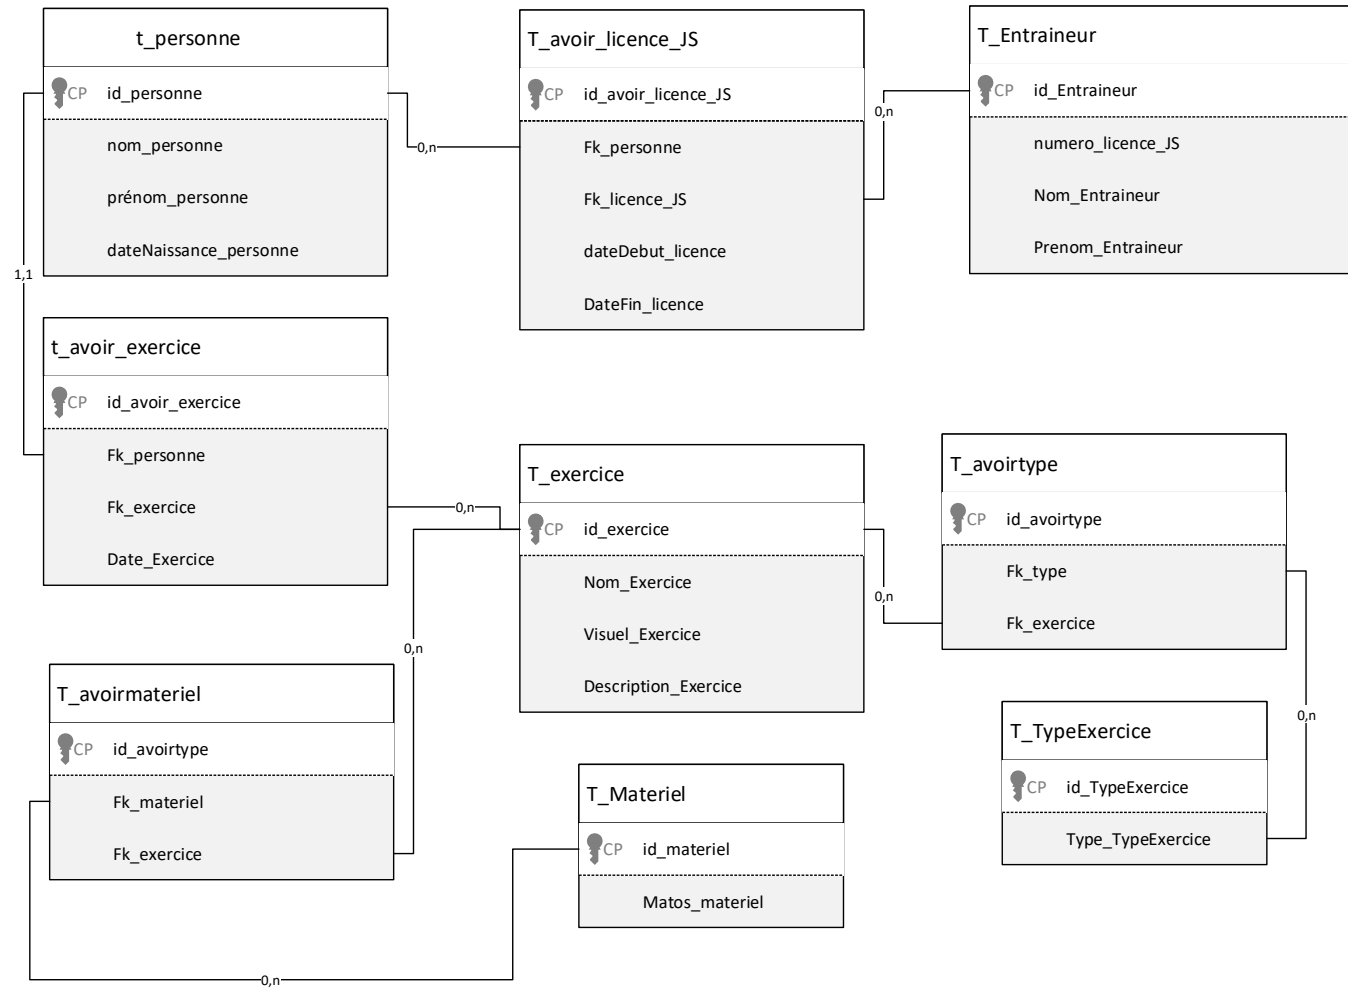 t_personne
CP id_personne
nom_personne
prénom_personne
dateNaissance_personne
T_avoir_licence_JS
CP id_avoir_licence_JS
Fk_personne
Fk_licence_JS
dateDebut_licence
DateFin_licence
T_Entraineur
CP id_Entraineur
numero_licence_JS
Nom_Entraineur
Prenom_Entraineur
0,n
0,n
1,1
t_avoir_exercice
CP id_avoir_exercice
Fk_personne
Fk_exercice
Date_Exercice
0,n
T_exercice
CP id_exercice
Nom_Exercice
Visuel_Exercice
Description_Exercice
0,n
T_avoirtype
CP id_avoirtype
Fk_type
Fk_exercice
0,n
0,n
T_avoirmateriel
CP id_avoirtype
Fk_materiel
Fk_exercice
T_Materiel
CP id_materiel
Matos_materiel
T_TypeExercice
CP id_TypeExercice
Type_TypeExercice
0,n